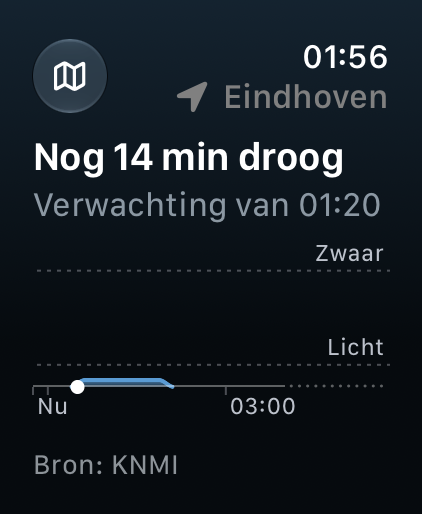 01:56
Eindhoven
Nog 14 min droog
Verwachting van 01:20
Zwaar
Licht
Nu
03:00
Bron: KNMI